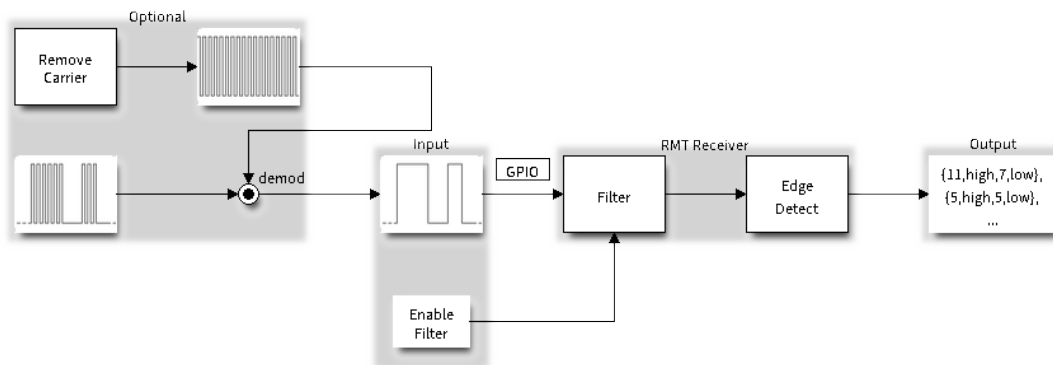 Optional
Remove
Carrier
demod
Input
GPIO
Enable
Filter
RMT Receiver
Filter
Edge
Detect
Output
{11,high,7,low},
{5,high,5,low},
...